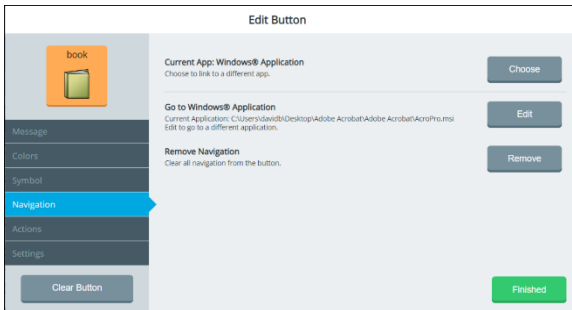 Edit Button
book
Message
Colors
Symbol
Navigation
Actions
Settings
Clear Button
Current App: Windows® Application
Choose to link to a different app.
Choose
Go to Windows® Application
Current Application: C:\Users\davidb\Desktop\Adobe Acrobat\Adobe Acrobat\AcroPro.msi
Edit to go to a different application.
Edit
Remove Navigation
Clear all navigation from the button.
Remove
Finished